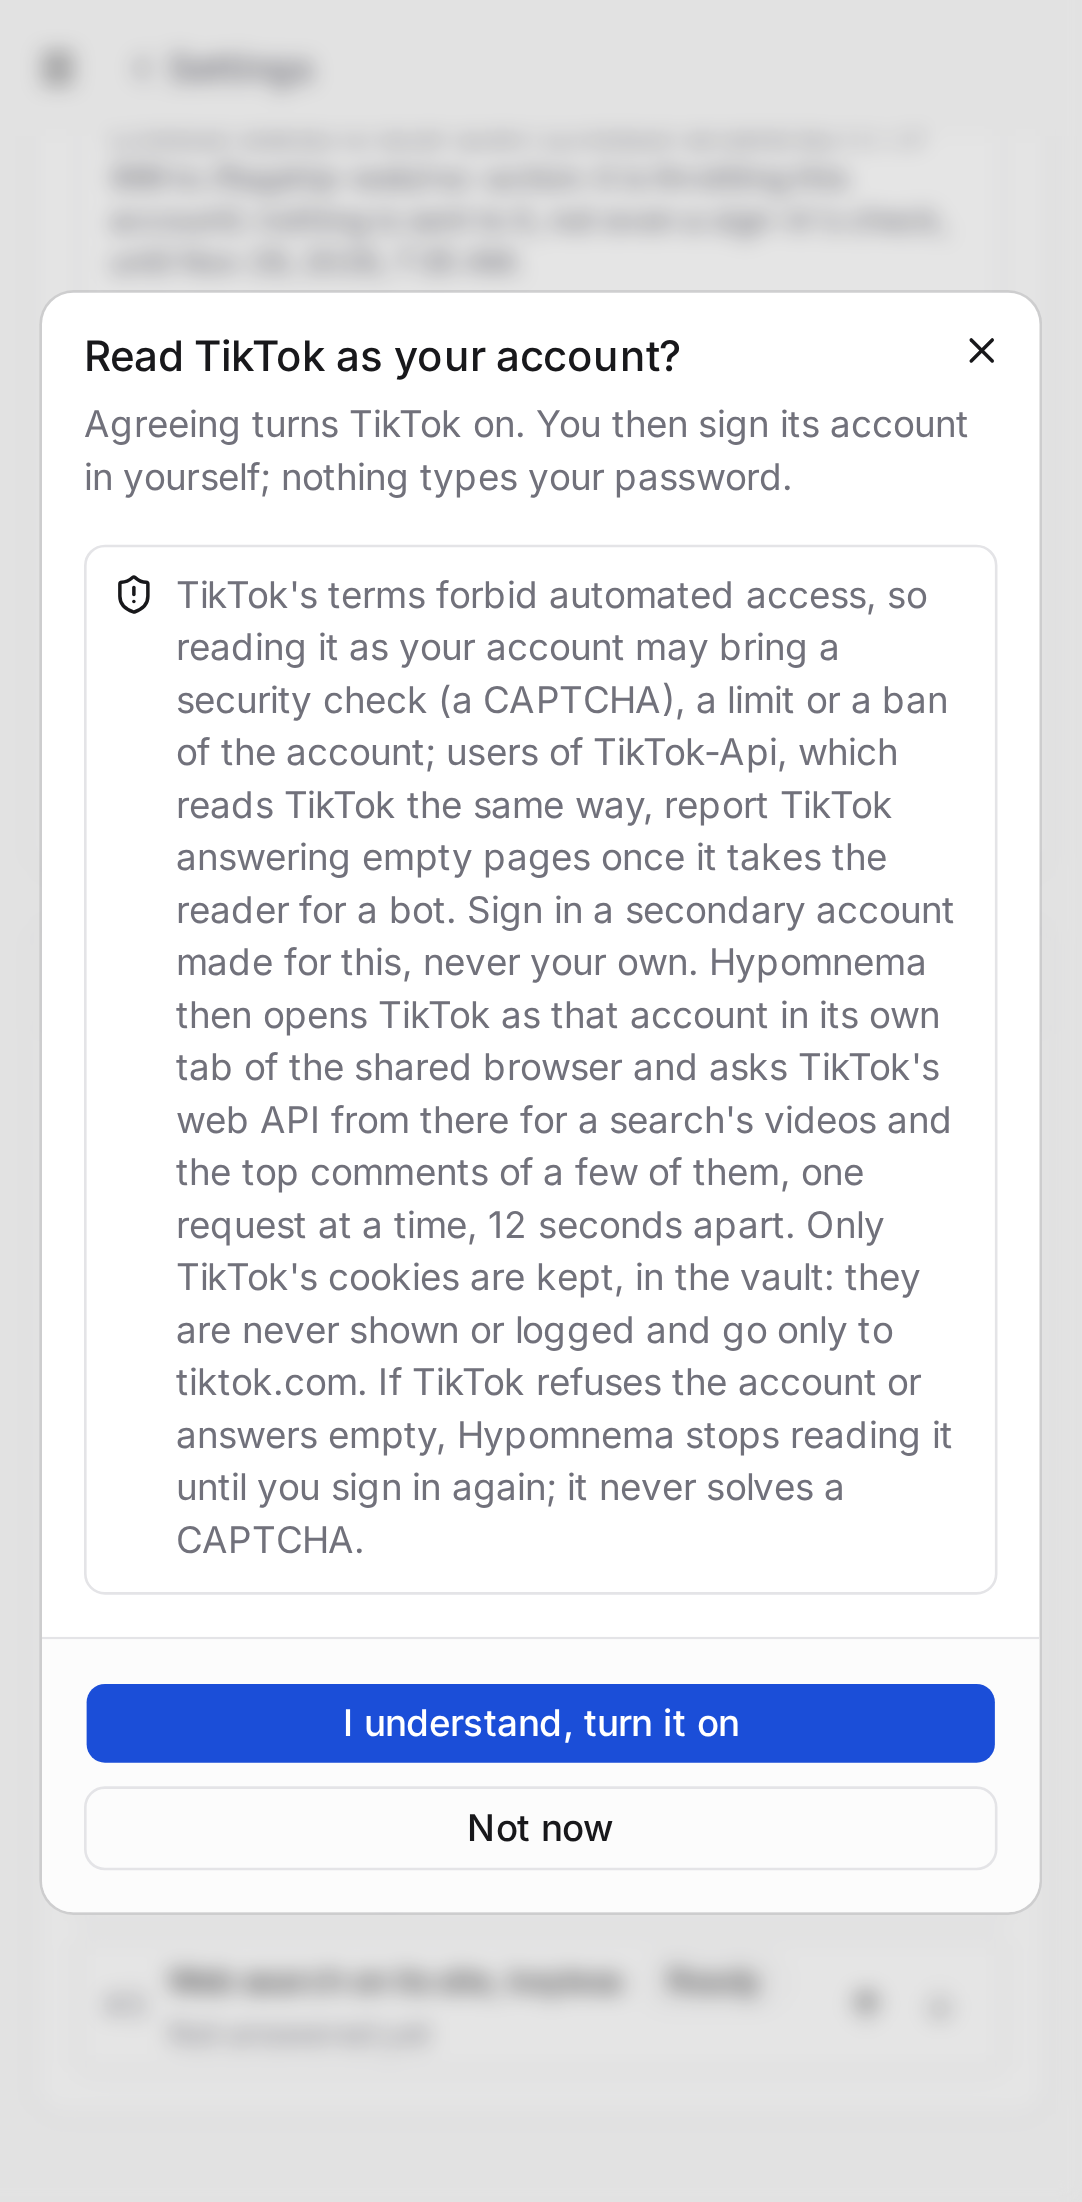 Settings
Read TikTok as your account?
Agreeing turns TikTok on. You then sign its account
in yourself; nothing types your password.
TikTok's terms forbid automated access, so
reading it as your account may bring a
security check (a CAPTCHA), a limit or a ban
of the account; users of TikTok-Api, which
reads TikTok the same way, report TikTok
answering empty pages once it takes the
reader for a bot. Sign in a secondary account
made for this, never your own. Hypomnema
then opens TikTok as that account in its own
tab of the shared browser and asks TikTok's
web API from there for a search's videos and
the top comments of a few of them, one
request at a time, 12 seconds apart. Only
TikTok's cookies are kept, in the vault: they
are never shown or logged and go only to
tiktok.com. If TikTok refuses the account or
answers empty, Hypomnema stops reading it
until you sign in again; it never solves a
CAPTCHA.
I understand, turn it on
Not now
Ready